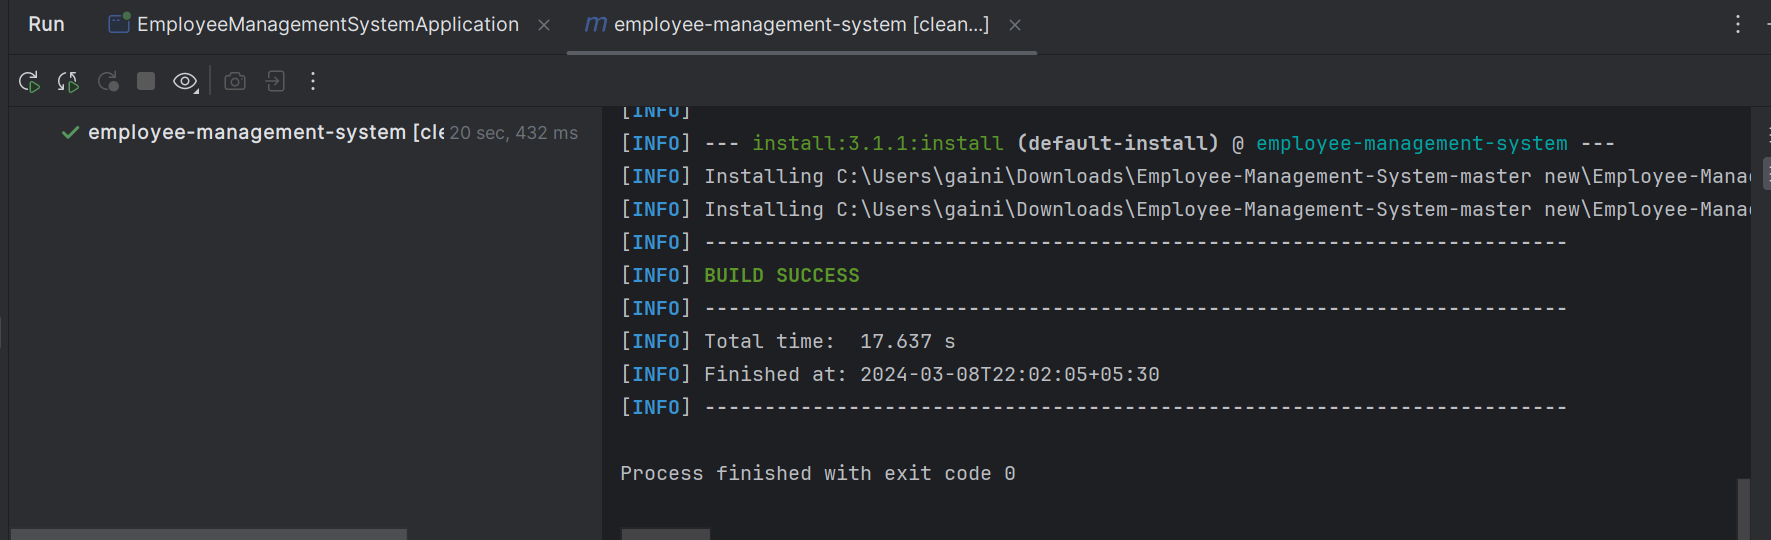 Run EmployeeManagementSystemApplication employee-management-system [clean...]
employee-management-system [cle 20 sec, 432 ms
[INFO]
[INFO] --- install:3.1.1:install (default-install) @ employee-management-system ---
[INFO] Installing C:\Users\gaini\Downloads\Employee-Management-System-master new\Employee-Mana
[INFO] Installing C:\Users\gaini\Downloads\Employee-Management-System-master new\Employee-Mana
[INFO] ------------------------------------------------------------------------
[INFO] BUILD SUCCESS
[INFO] ------------------------------------------------------------------------
[INFO] Total time:  17.637 s
[INFO] Finished at: 2024-03-08T22:02:05+05:30
[INFO] ------------------------------------------------------------------------
Process finished with exit code 0